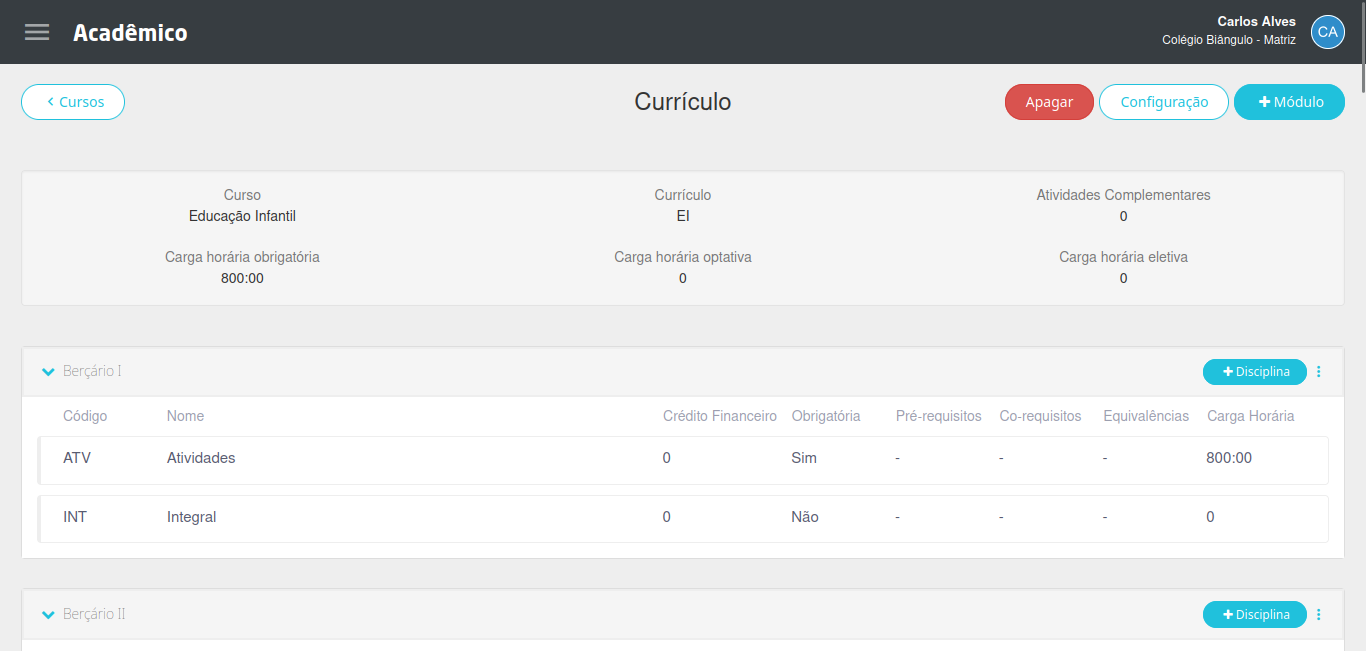 Acadêmico
Carlos Alves
Colégio Biângulo - Matriz
CA
Cursos
Currículo
Apagar
Configuração
Módulo
Curso Currículo Atividades Complementares
Educação Infantil EI 0
Carga horária obrigatória Carga horária optativa Carga horária eletiva
800:00 0 0
Berçário I Disciplina
Código Nome Crédito Financeiro Obrigatória Pré-requisitos Co-requisitos Equivalências Carga Horária
ATV Atividades 0 Sim - - - 800:00
INT Integral 0 Não - - - 0
Berçário II Disciplina